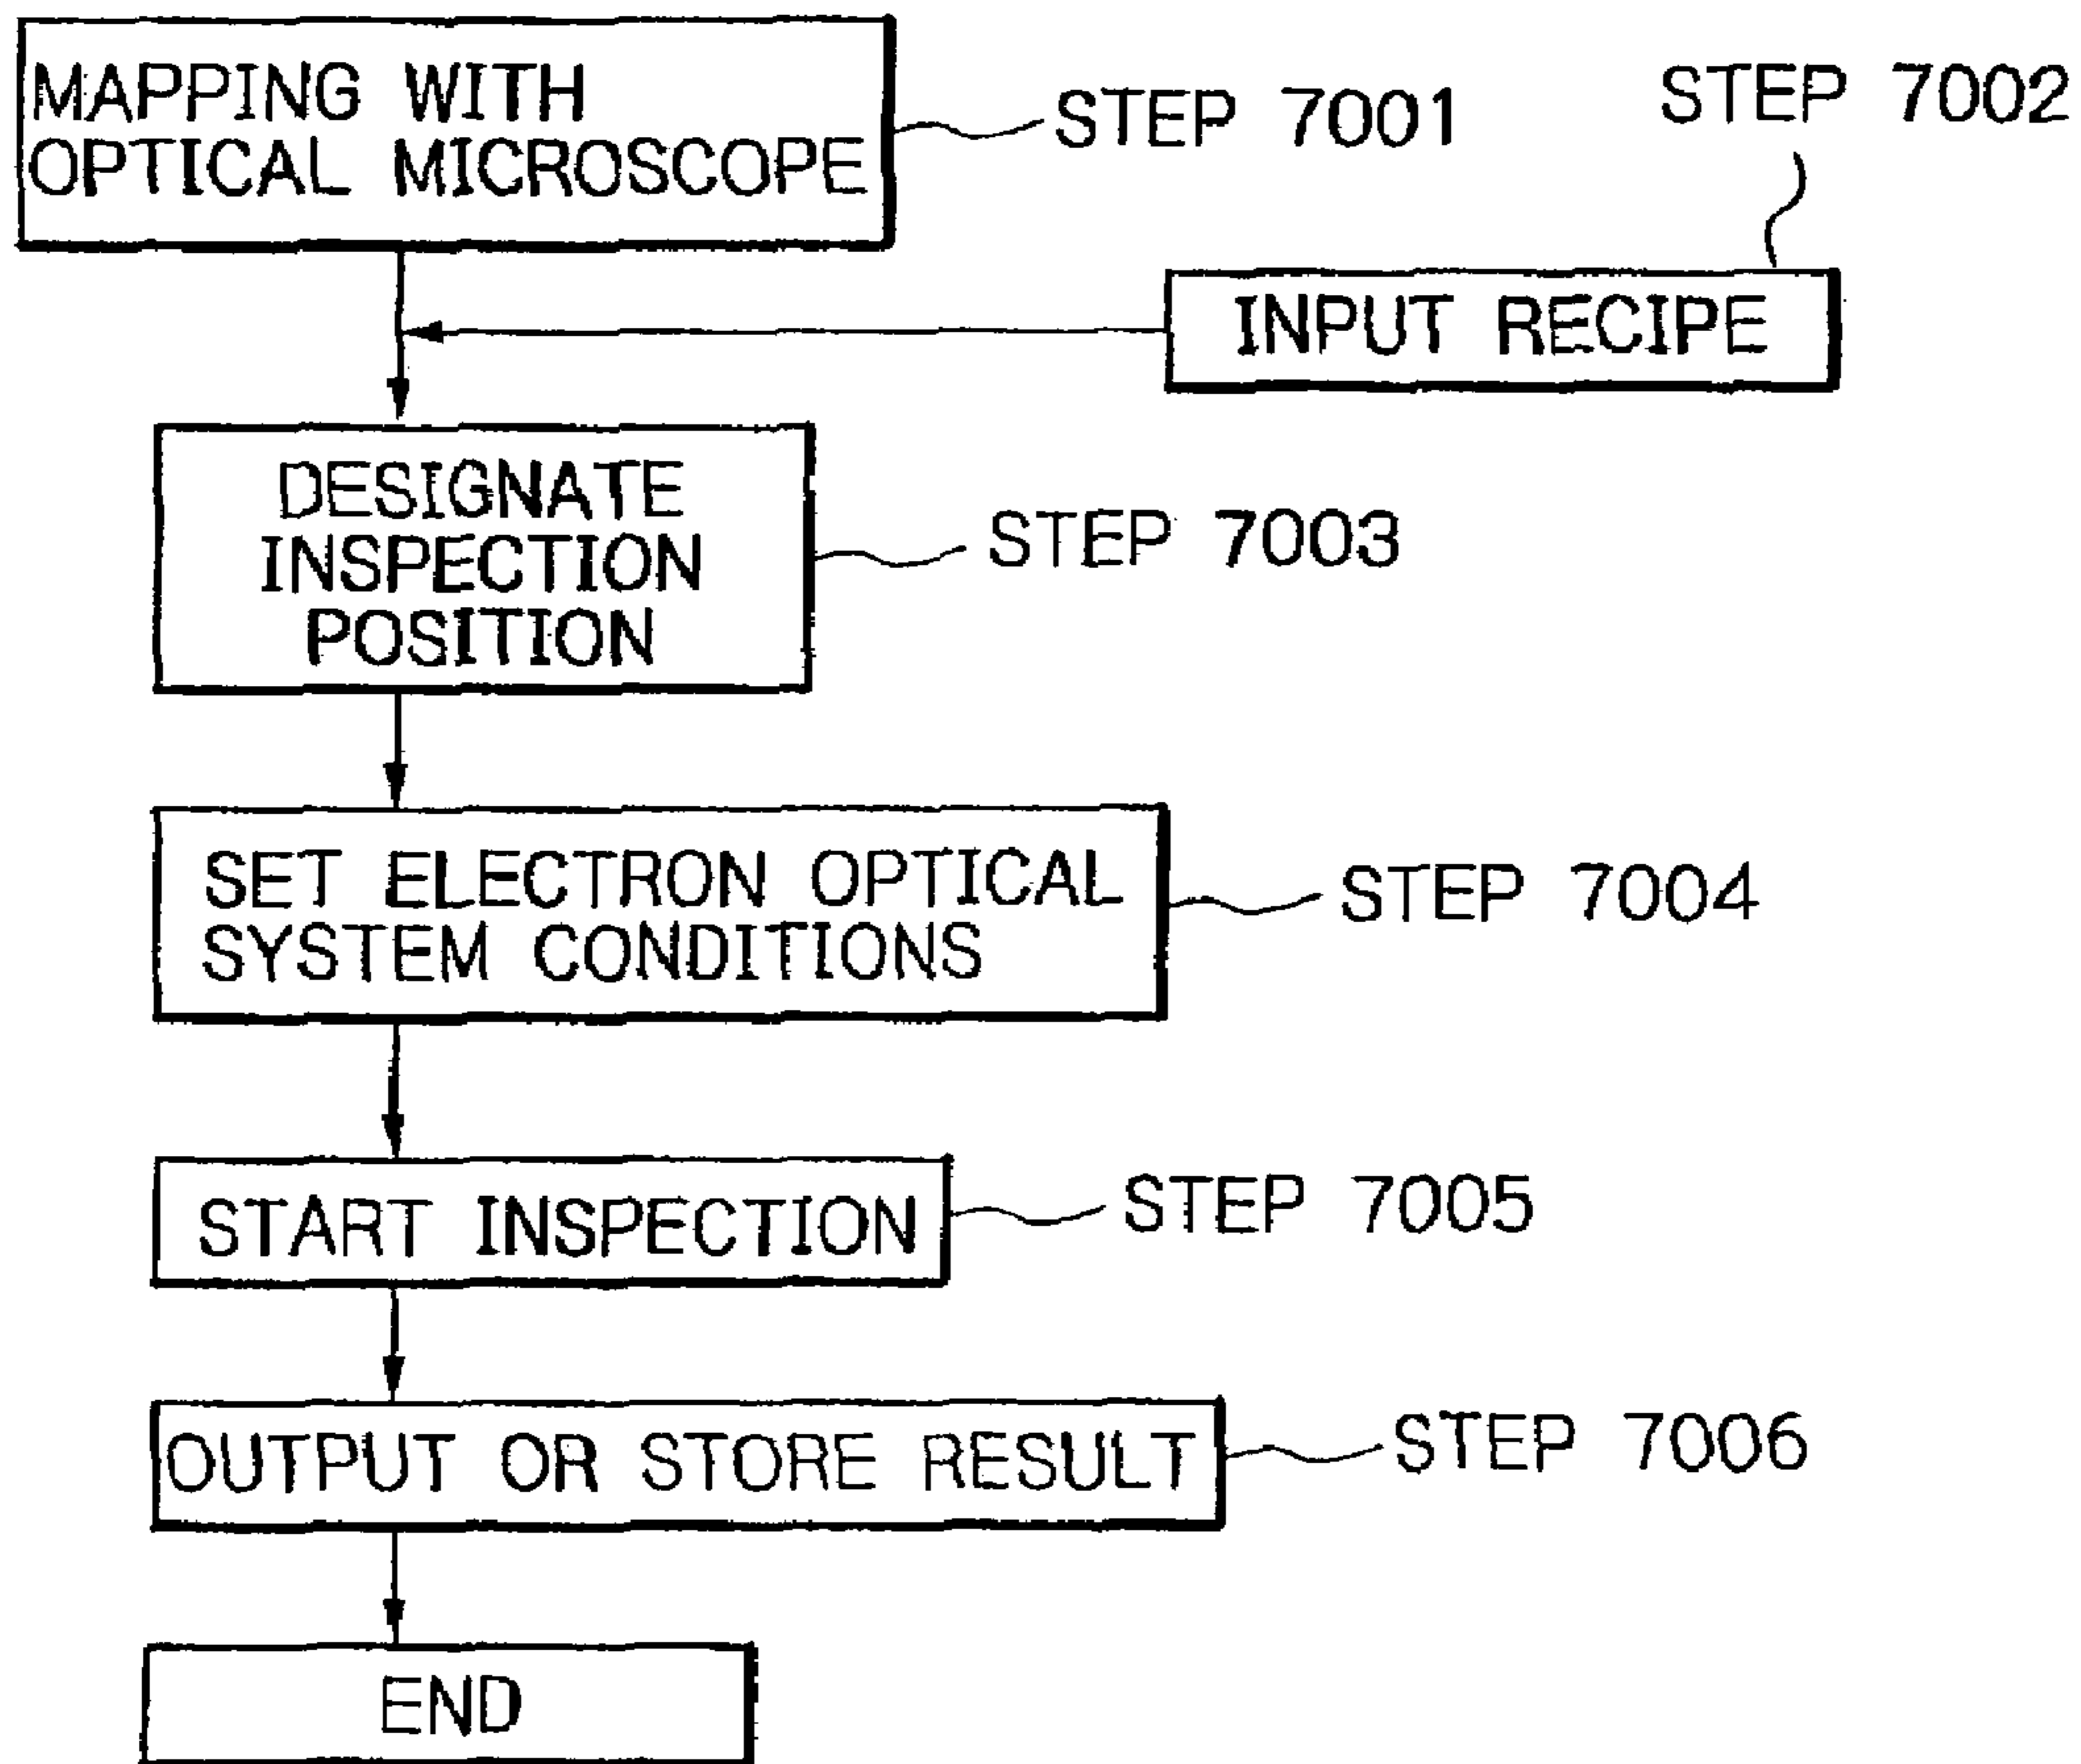 MAPPING WITH
OPTICAL MICROSCOPE
STEP 7001
STEP 7002
INPUT RECIPE
DESIGNATE
INSPECTION
POSITION
STEP 7003
SET ELECTRON OPTICAL
SYSTEM CONDITIONS
STEP 7004
START INSPECTION
STEP 7005
OUTPUT OR STORE RESULT
STEP 7006
END